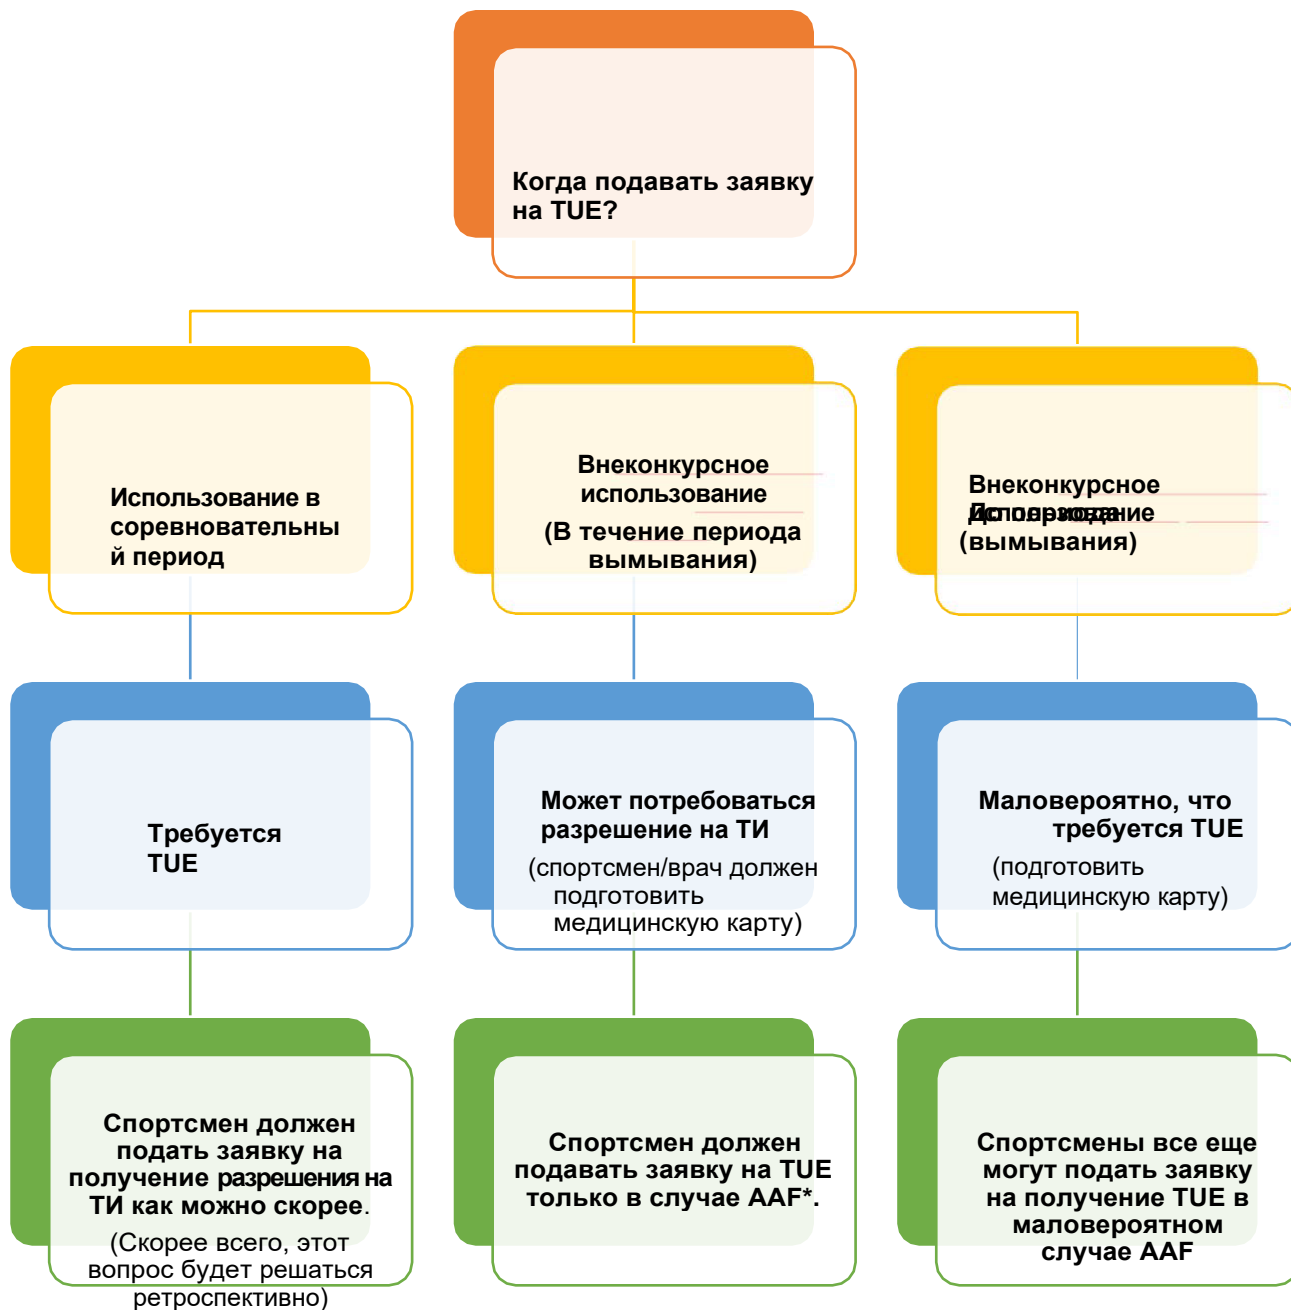 Когда подавать заявку
на TUE?
Использование в
соревновательны
й период
Внеконкурсное
использование
(В течение периода
вымывания)
Внеконкурсное
использование
До периода
(вымывания)
Требуется
TUE
Может потребоваться
разрешение на ТИ
(спортсмен/врач должен
подготовить
медицинскую карту)
Маловероятно, что
требуется TUE
(подготовить
медицинскую карту)
Спортсмен должен
подать заявку на
получение разрешения на
ТИ как можно скорее.
(Скорее всего, этот
вопрос будет решаться
ретроспективно)
Спортсмен должен
подавать заявку на TUE
только в случае AAF*.
Спортсмены все еще
могут подать заявку
на получение TUE в
маловероятном
случае AAF